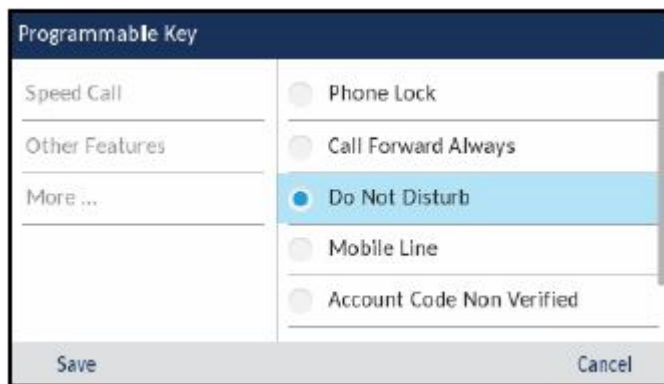 Programmable Key
Speed Call
Other Features
More ...
Phone Lock
Call Forward Always
Do Not Disturb
Mobile Line
Account Code Non Verified
Save
Cancel